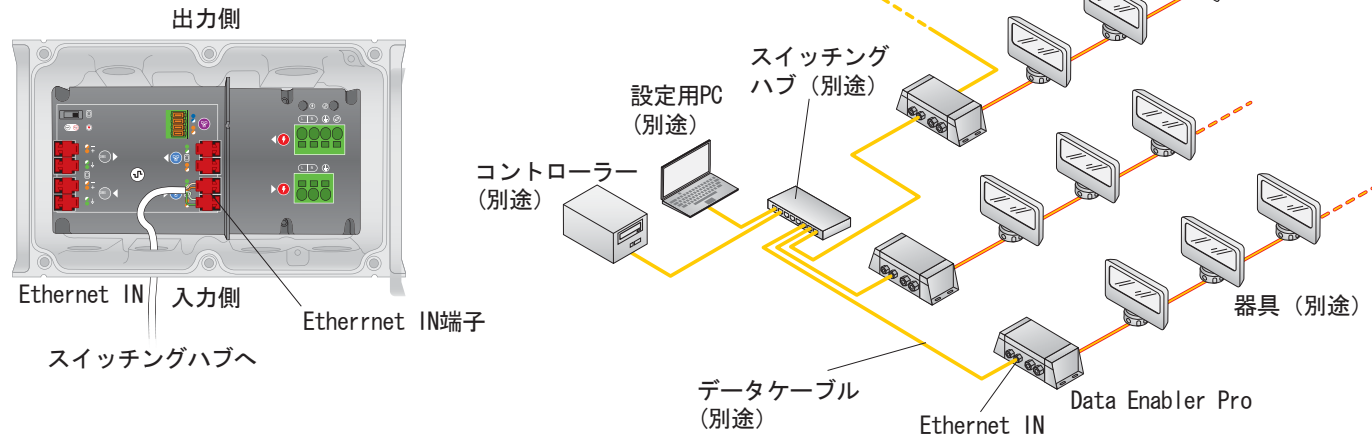 出力側
Ethernet IN
入力側
Etherrnet IN端子
スイッチングハブへ
スイッチング
ハブ（別途）
設定用PC
（別途）
コントローラー
（別途）
器具（別途）
データケーブル
（別途）
Ethernet IN
Data Enabler Pro